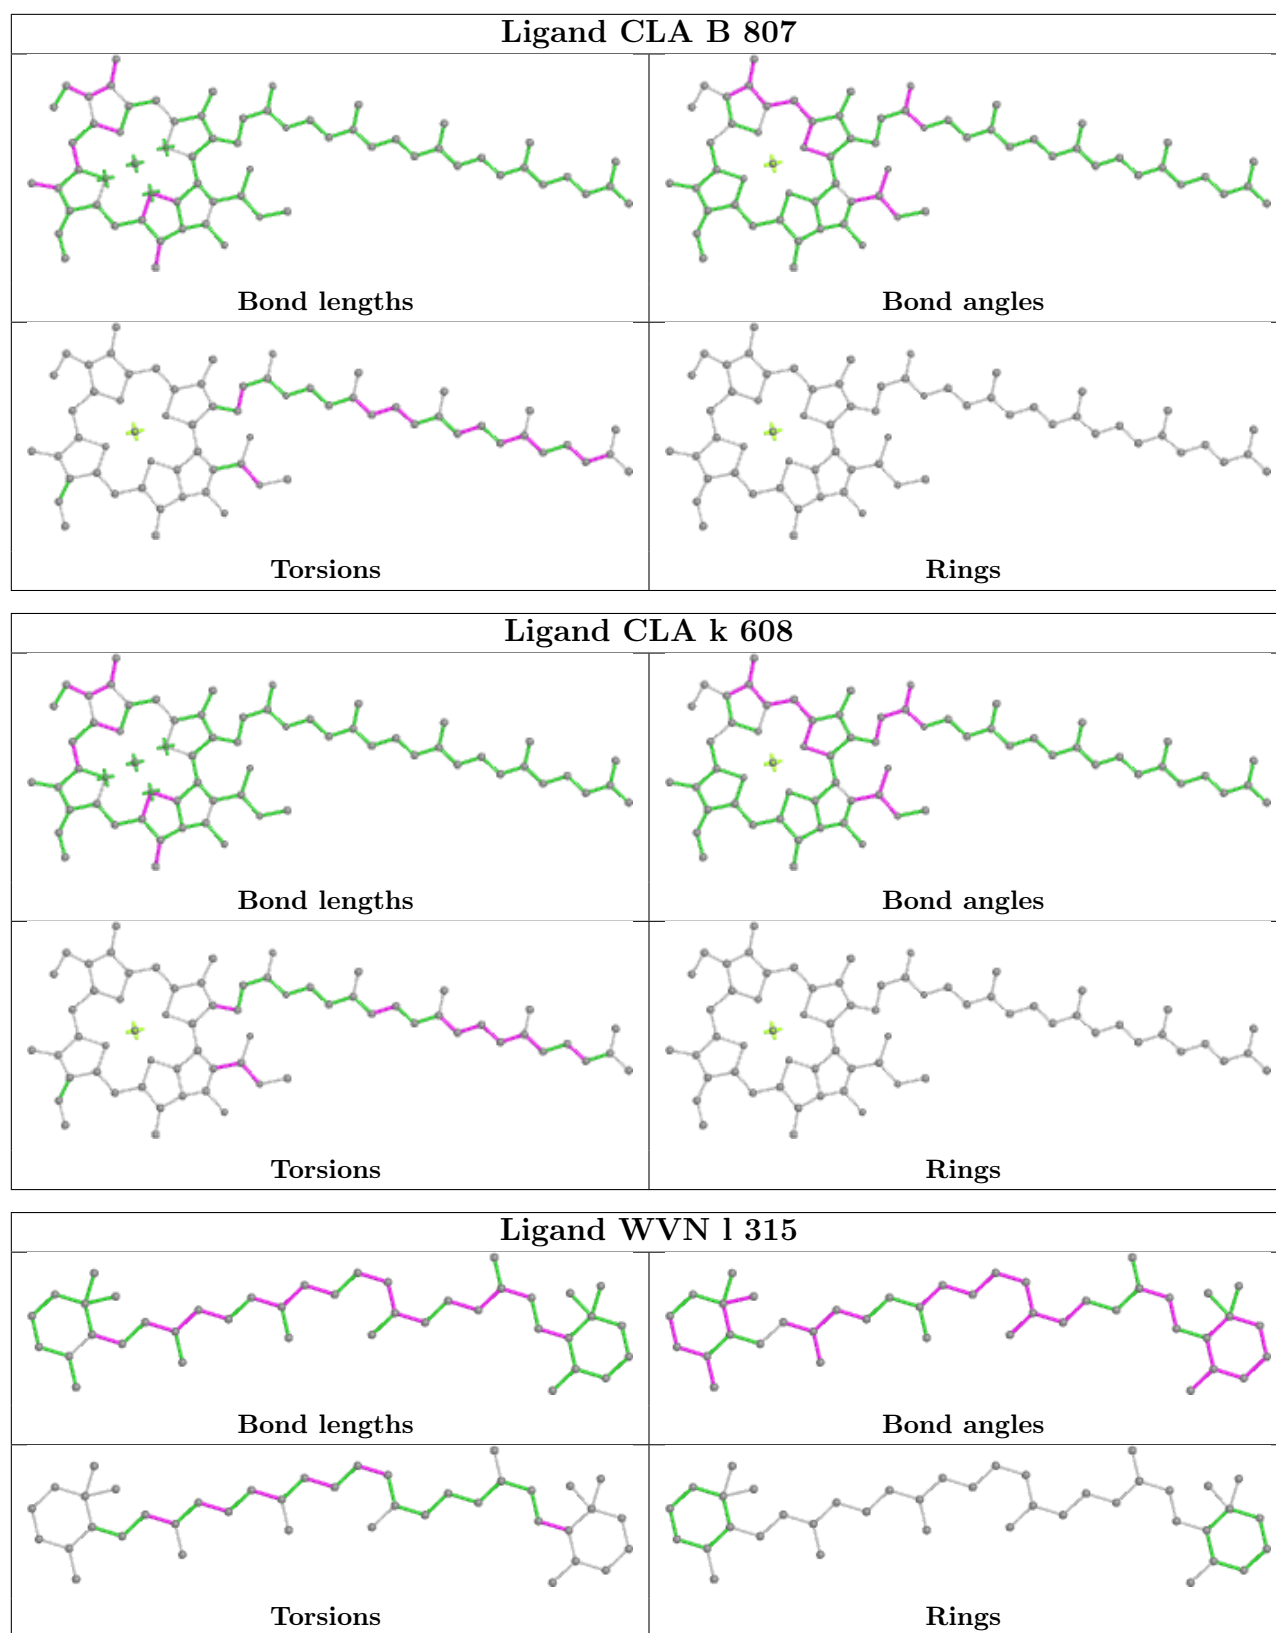 Ligand CLA B 807
Bond lengths
Bond angles
Torsions
Rings
Ligand CLA k 608
Bond lengths
Bond angles
Torsions
Rings
Ligand WVN l 315
Bond lengths
Bond angles
Torsions
Rings